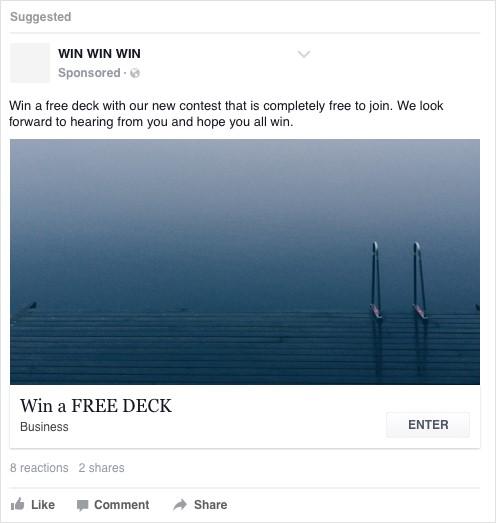 Suggested
WIN WIN WIN
Sponsored ·
Win a free deck with our new contest that is completely free to join. We look
forward to hearing from you and hope you all win.
Win a FREE DECK
Business
ENTER
8 reactions 2 shares
Like Comment Share